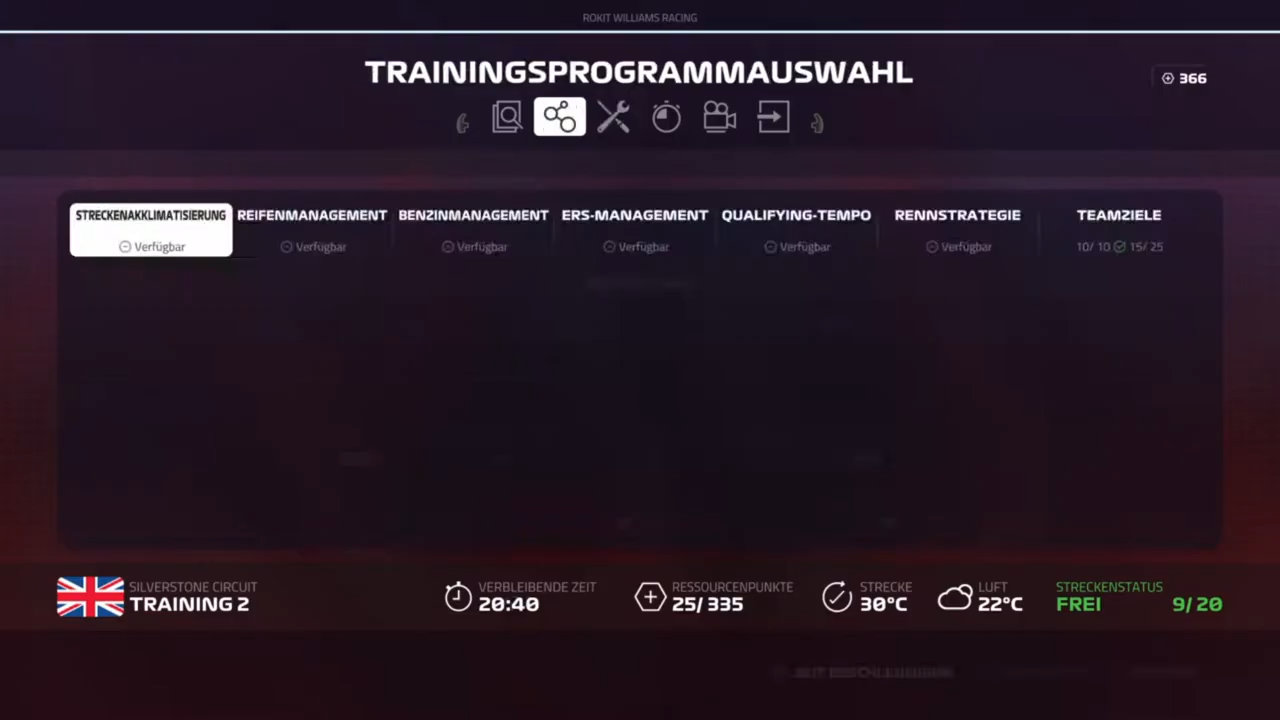 ROKIT WILLIAMS RACING
TRAININGSPROGRAMMAUSWAHL
366
STRECKENAKKLIMATISIERUNG REIFENMANAGEMENT BENZINMANAGEMENT ERS-MANAGEMENT QUALIFYING-TEMPO RENNSTRATEGIE TEAMZIELE
Verfügbar Verfügbar Verfügbar Verfügbar Verfügbar Verfügbar 10/ 10 15/ 25
SILVERSTONE CIRCUIT VERBLEIBENDE ZEIT RESSOURCENPUNKTE STRECKE LUFT STRECKENSTATUS
TRAINING 2 20:40 25/ 335 30°C 22°C FREI 9/ 20